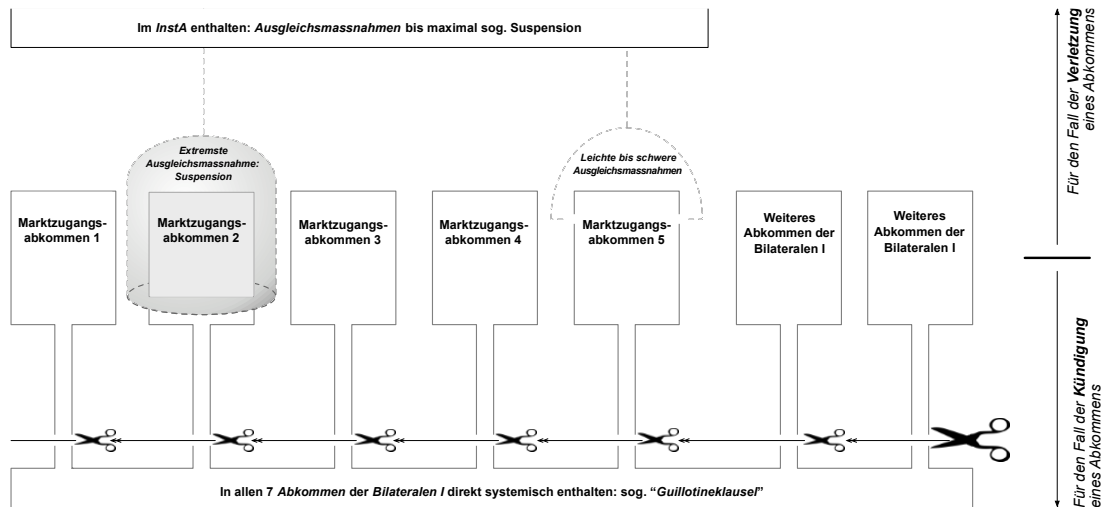 Im InstA enthalten: Ausgleichsmassnahmen bis maximal sog. Suspension
Extremste
Ausgleichsmassnahme:
Suspension
Leichte bis schwere
Ausgleichsmassnahmen
Marktzugangs-
abkommen 1
Marktzugangs-
abkommen 2
Marktzugangs-
abkommen 3
Marktzugangs-
abkommen 4
Marktzugangs-
abkommen 5
Weiteres
Abkommen der
Bilateralen I
Weiteres
Abkommen der
Bilateralen I
Für den Fall der Verletzung
eines Abkommens
Für den Fall der Kündigung
eines Abkommens
In allen 7 Abkommen der Bilateralen I direkt systemisch enthalten: sog. “Guillotineklausel”